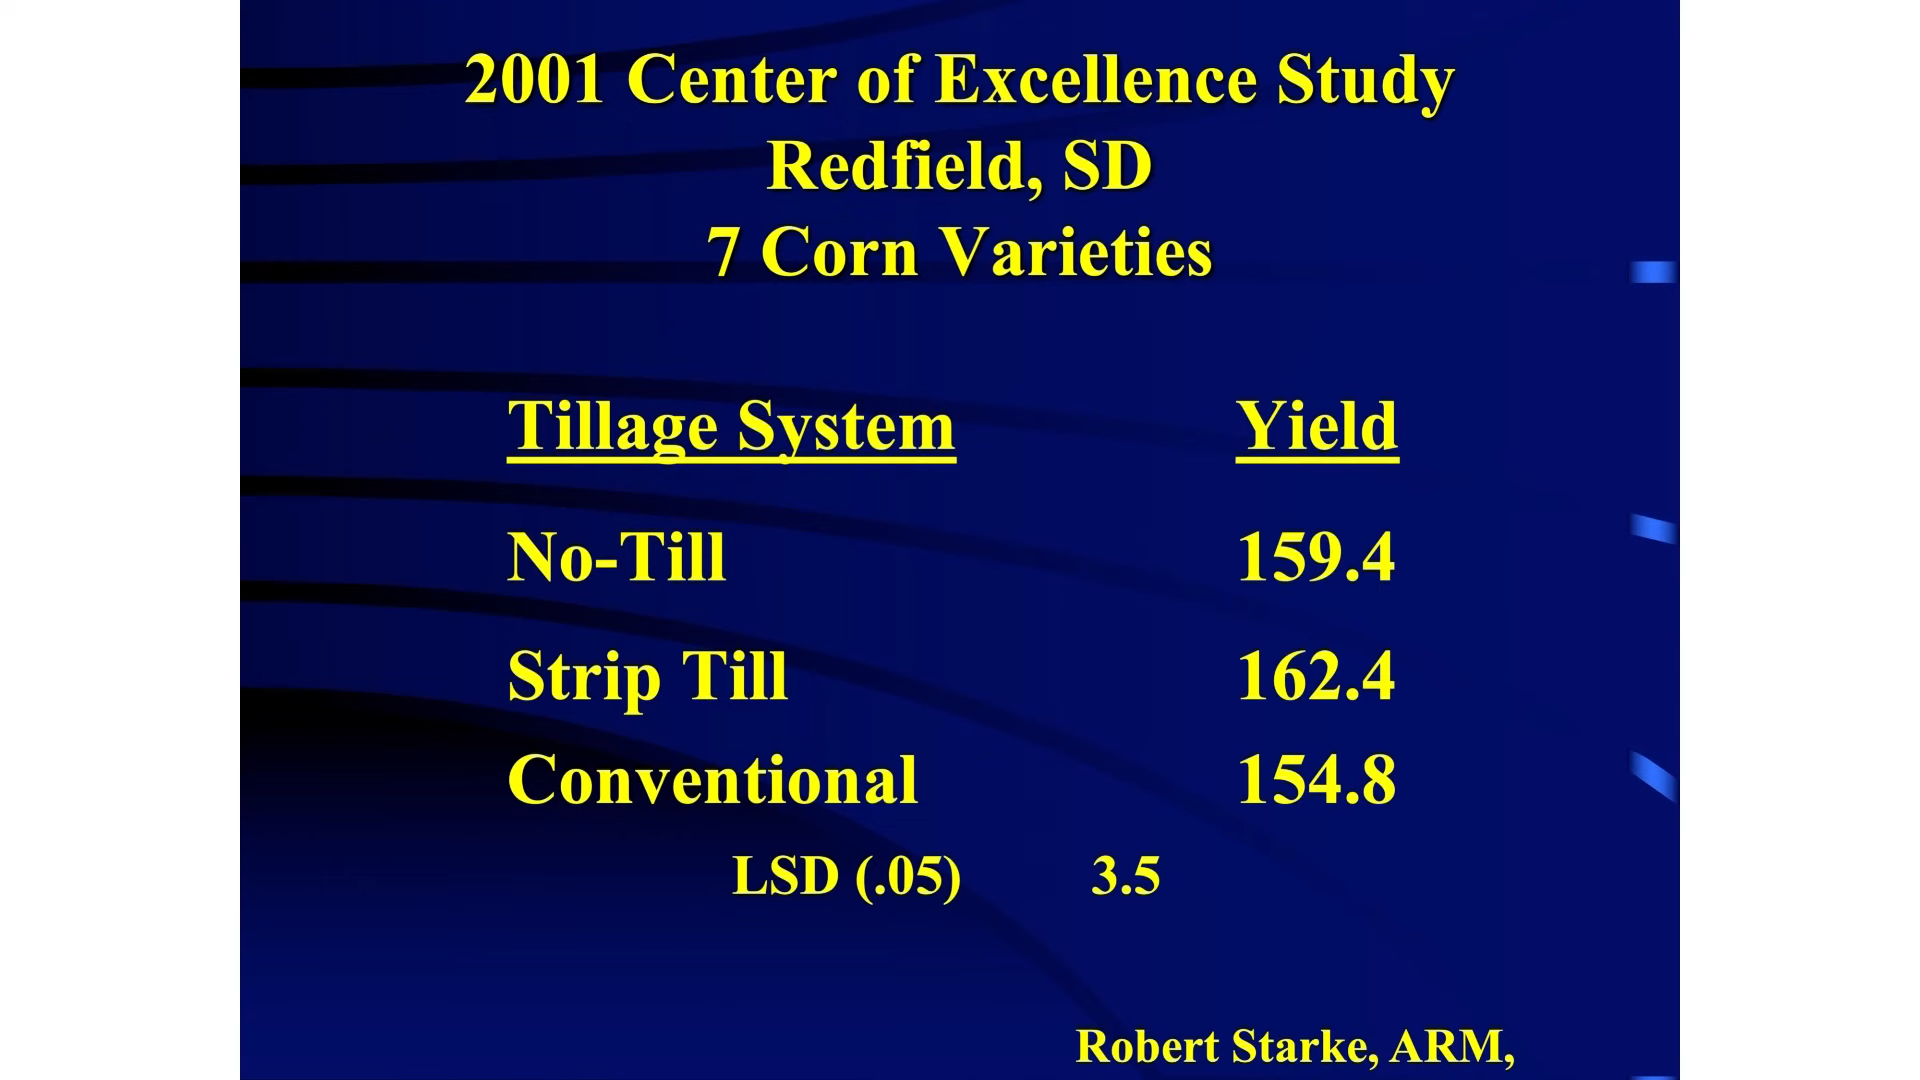 2001 Center of Excellence Study
Redfield, SD
7 Corn Varieties
Tillage System Yield
No-Till 159.4
Strip Till 162.4
Conventional 154.8
LSD (.05) 3.5
Robert Starke, ARM,